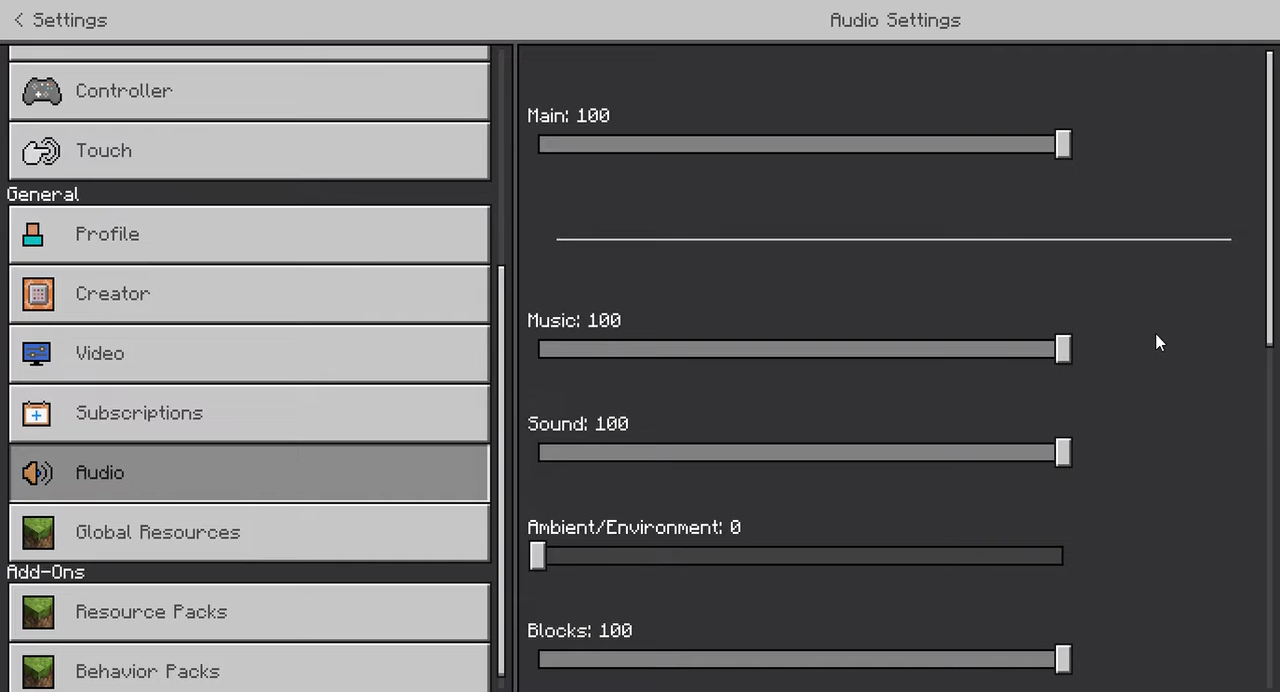 Settings
Audio Settings
Controller
Touch
General
Profile
Creator
Video
Subscriptions
Audio
Global Resources
Add-Ons
Resource Packs
Behavior Packs
Main: 100
Music: 100
Sound: 100
Ambient/Environment: 0
Blocks: 100